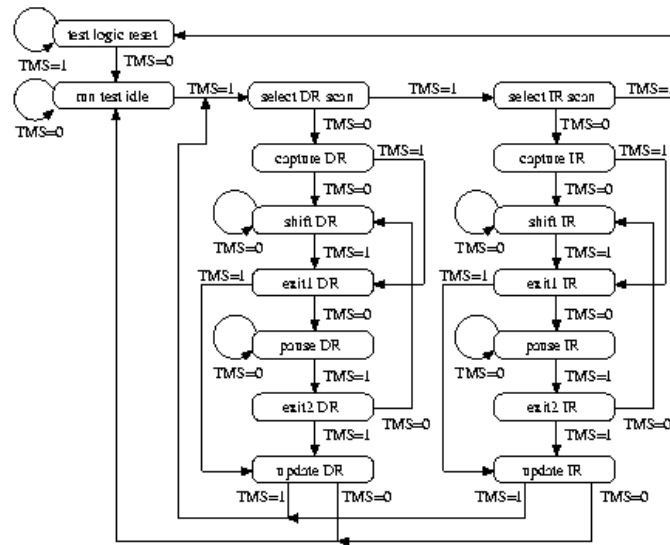 test logic reset
TMS=1
TMS=0
run test idle
TMS=1
select DR scan
TMS=1
select IR scan
TMS=1
TMS=0
TMS=0
TMS=0
capture DR
TMS=1
capture IR
TMS=1
TMS=0
TMS=0
shift DR
shift IR
TMS=0
TMS=1
TMS=0
TMS=1
TMS=1
exit1 DR
TMS=1
exit1 IR
TMS=0
TMS=0
pause DR
pause IR
TMS=0
TMS=1
TMS=0
TMS=1
exit2 DR
exit2 IR
TMS=1
TMS=0
TMS=1
TMS=0
update DR
update IR
TMS=1
TMS=0
TMS=1
TMS=0